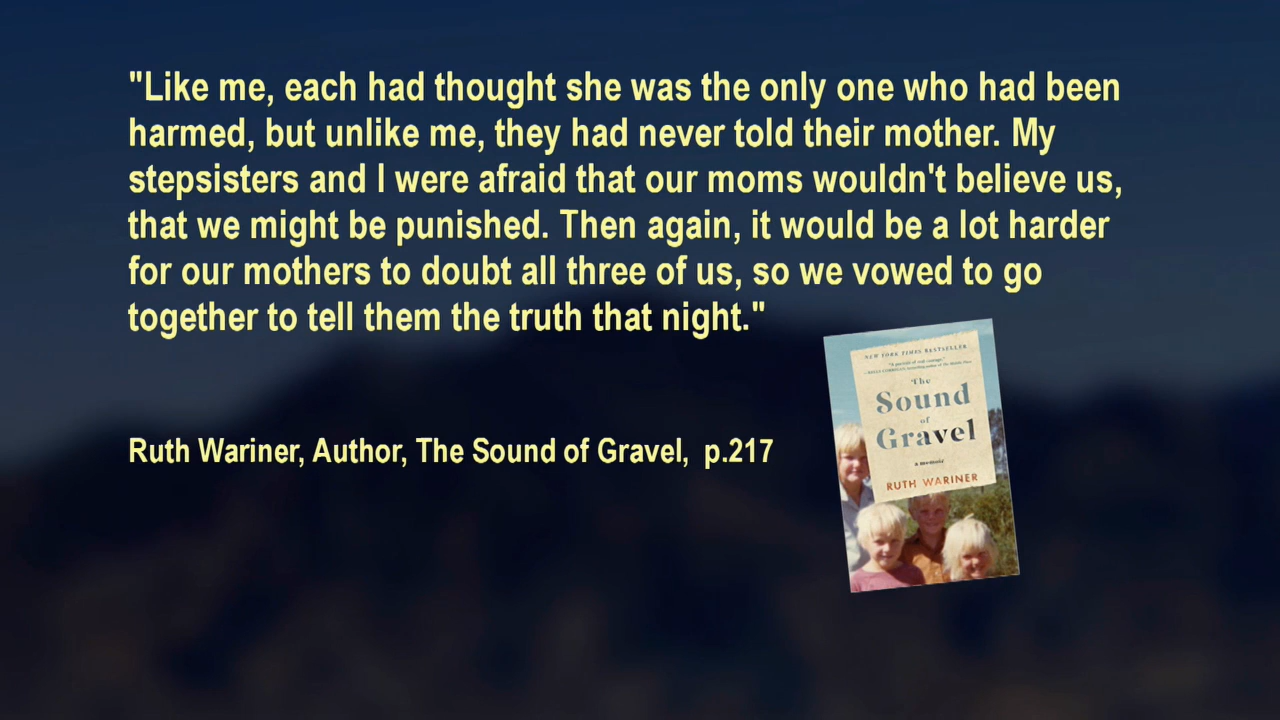 "Like me, each had thought she was the only one who had been
harmed, but unlike me, they had never told their mother. My
stepsisters and I were afraid that our moms wouldn't believe us,
that we might be punished. Then again, it would be a lot harder
for our mothers to doubt all three of us, so we vowed to go
together to tell them the truth that night."
Ruth Wariner, Author, The Sound of Gravel, p.217
NEW YORK TIMES BESTSELLER
The
Sound
of
Gravel
a memoir
RUTH WARINER